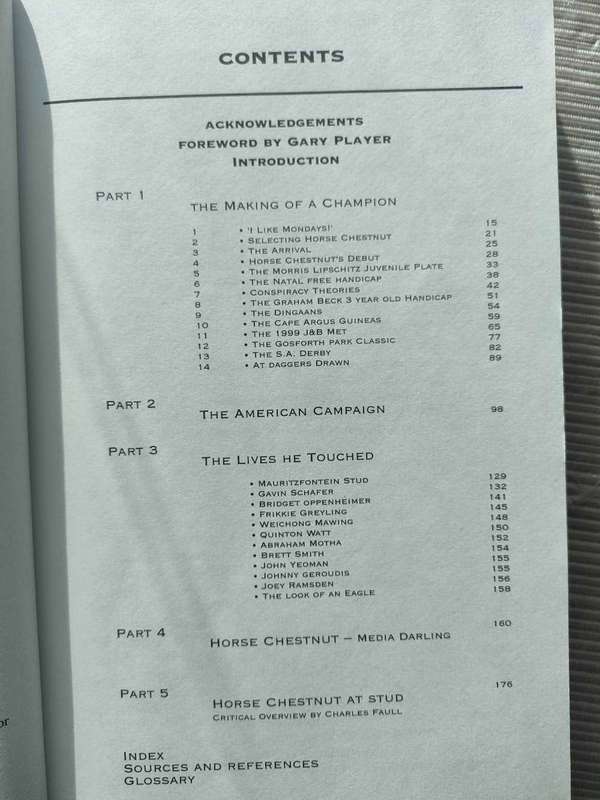 CONTENTS
ACKNOWLEDGEMENTS
FOREWORD BY GARY PLAYER
INTRODUCTION
PART 1
THE MAKING OF A CHAMPION
1 • 'I LIKE MONDAYS!' 15
2 • SELECTING HORSE CHESTNUT 21
3 • THE ARRIVAL 25
4 • HORSE CHESTNUT'S DEBUT 28
5 • THE MORRIS LIPSCHITZ JUVENILE PLATE 33
6 • THE NATAL FREE HANDICAP 38
7 • CONSPIRACY THEORIES 42
8 • THE GRAHAM BECK 3 YEAR OLD HANDICAP 51
9 • THE DINGAANS 54
10 • THE CAPE ARGUS GUINEAS 59
11 • THE 1999 J&B MET 65
12 • THE GOSFORTH PARK CLASSIC 77
13 • THE S.A. DERBY 82
14 • AT DAGGERS DRAWN 89
PART 2
THE AMERICAN CAMPAIGN 98
PART 3
THE LIVES HE TOUCHED
• MAURITZFONTEIN STUD 129
• GAVIN SCHAFER 132
• BRIDGET OPPENHEIMER 141
• FRIKKIE GREYLING 145
• WEICHONG MAWING 148
• QUINTON WATT 150
• ABRAHAM MOTHA 152
• BRETT SMITH 154
• JOHN YEOMAN 155
• JOHNNY GEROUDIS 155
• JOEY RAMSDEN 156
• THE LOOK OF AN EAGLE 158
PART 4
HORSE CHESTNUT – MEDIA DARLING 160
PART 5
HORSE CHESTNUT AT STUD 176
CRITICAL OVERVIEW BY CHARLES FAULL
INDEX
SOURCES AND REFERENCES
GLOSSARY